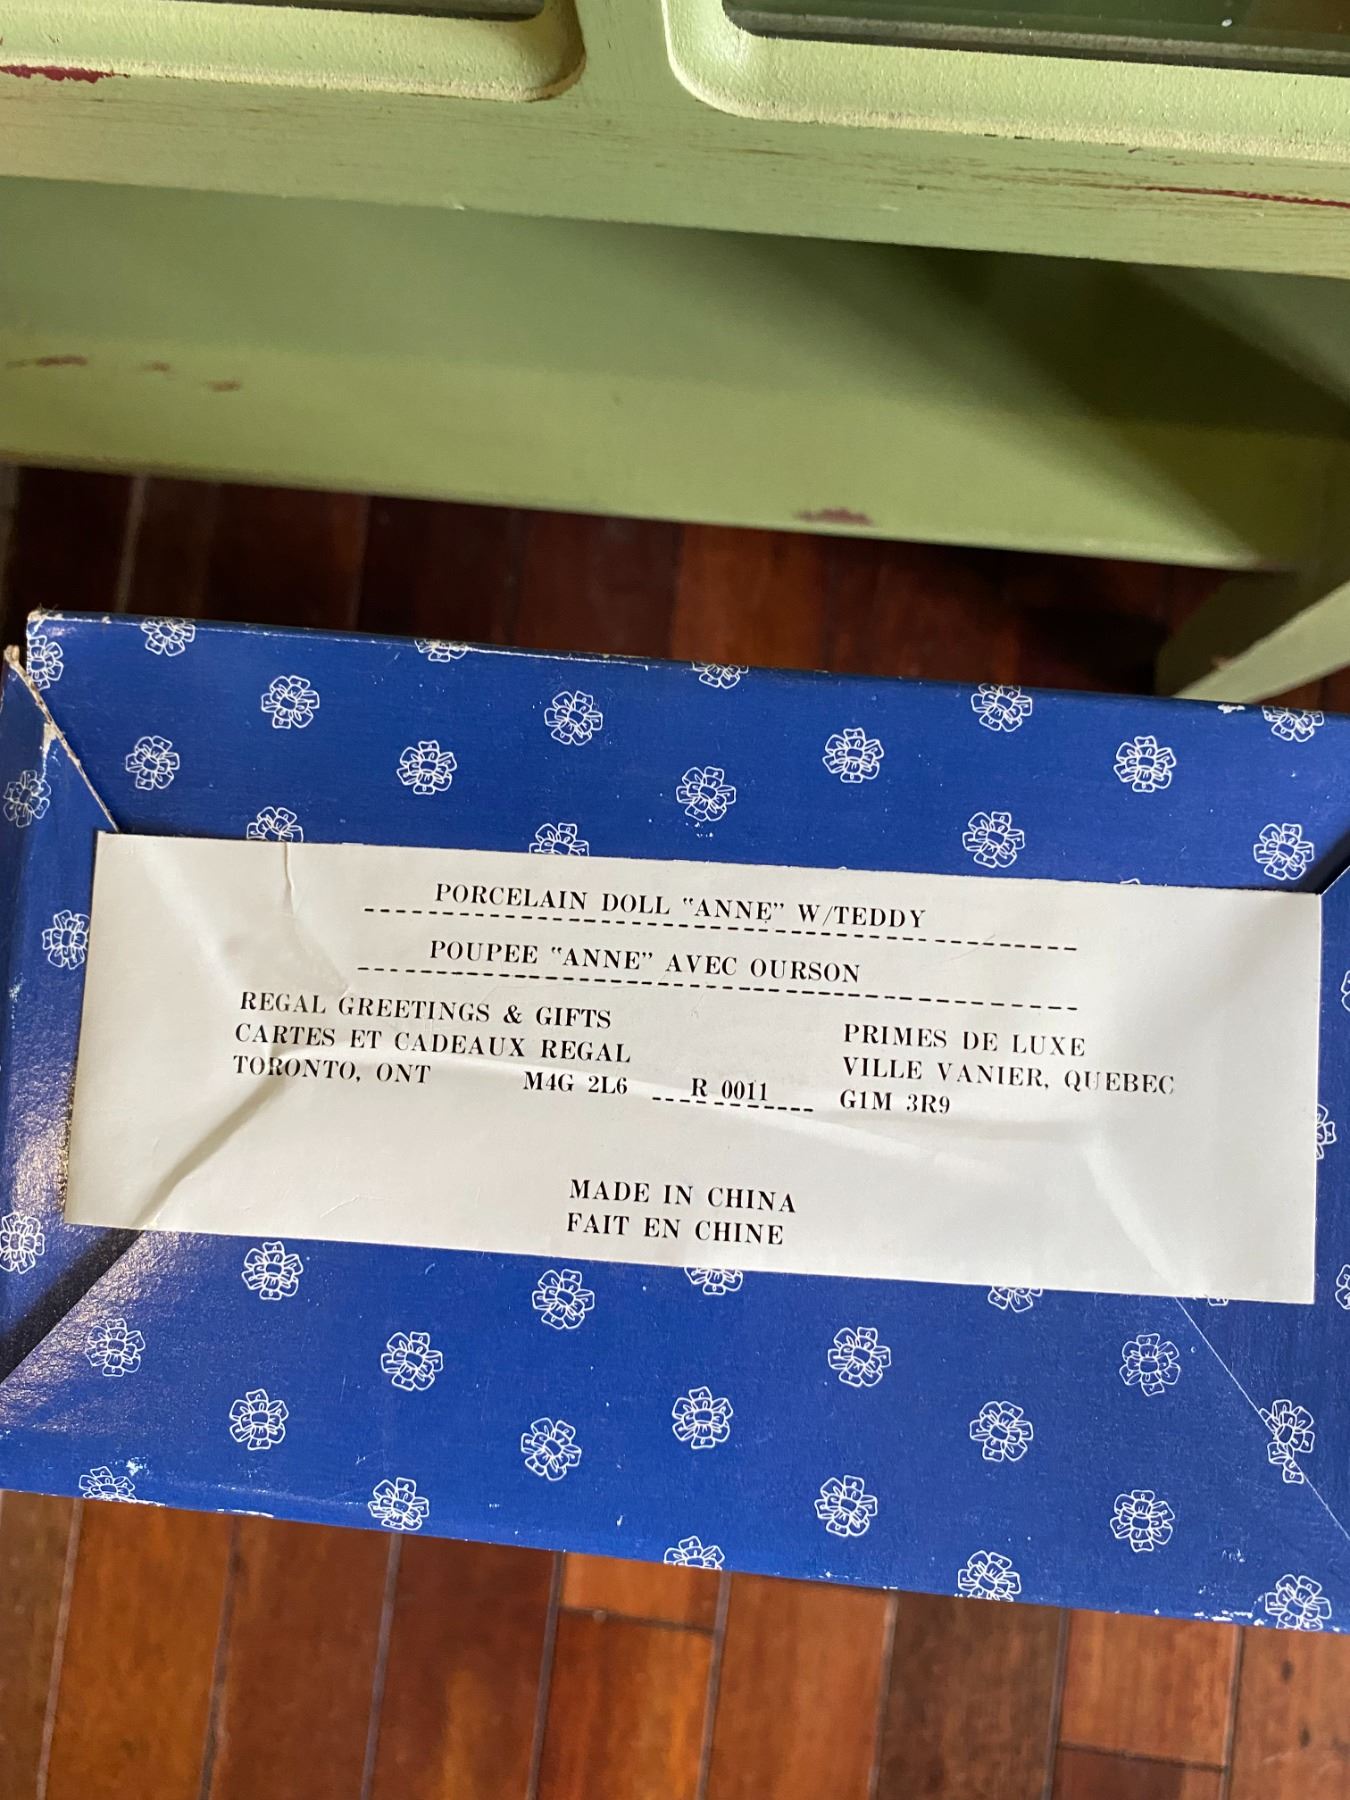 PORCELAIN DOLL "ANNE" W/TEDDY
POUPEE "ANNE" AVEC OURSON
REGAL GREETINGS & GIFTS
CARTES ET CADEAUX REGAL
TORONTO, ONT M4G 2L6 R 0011
PRIMES DE LUXE
VILLE VANIER, QUEBEC
G1M 3R9
MADE IN CHINA
FAIT EN CHINE